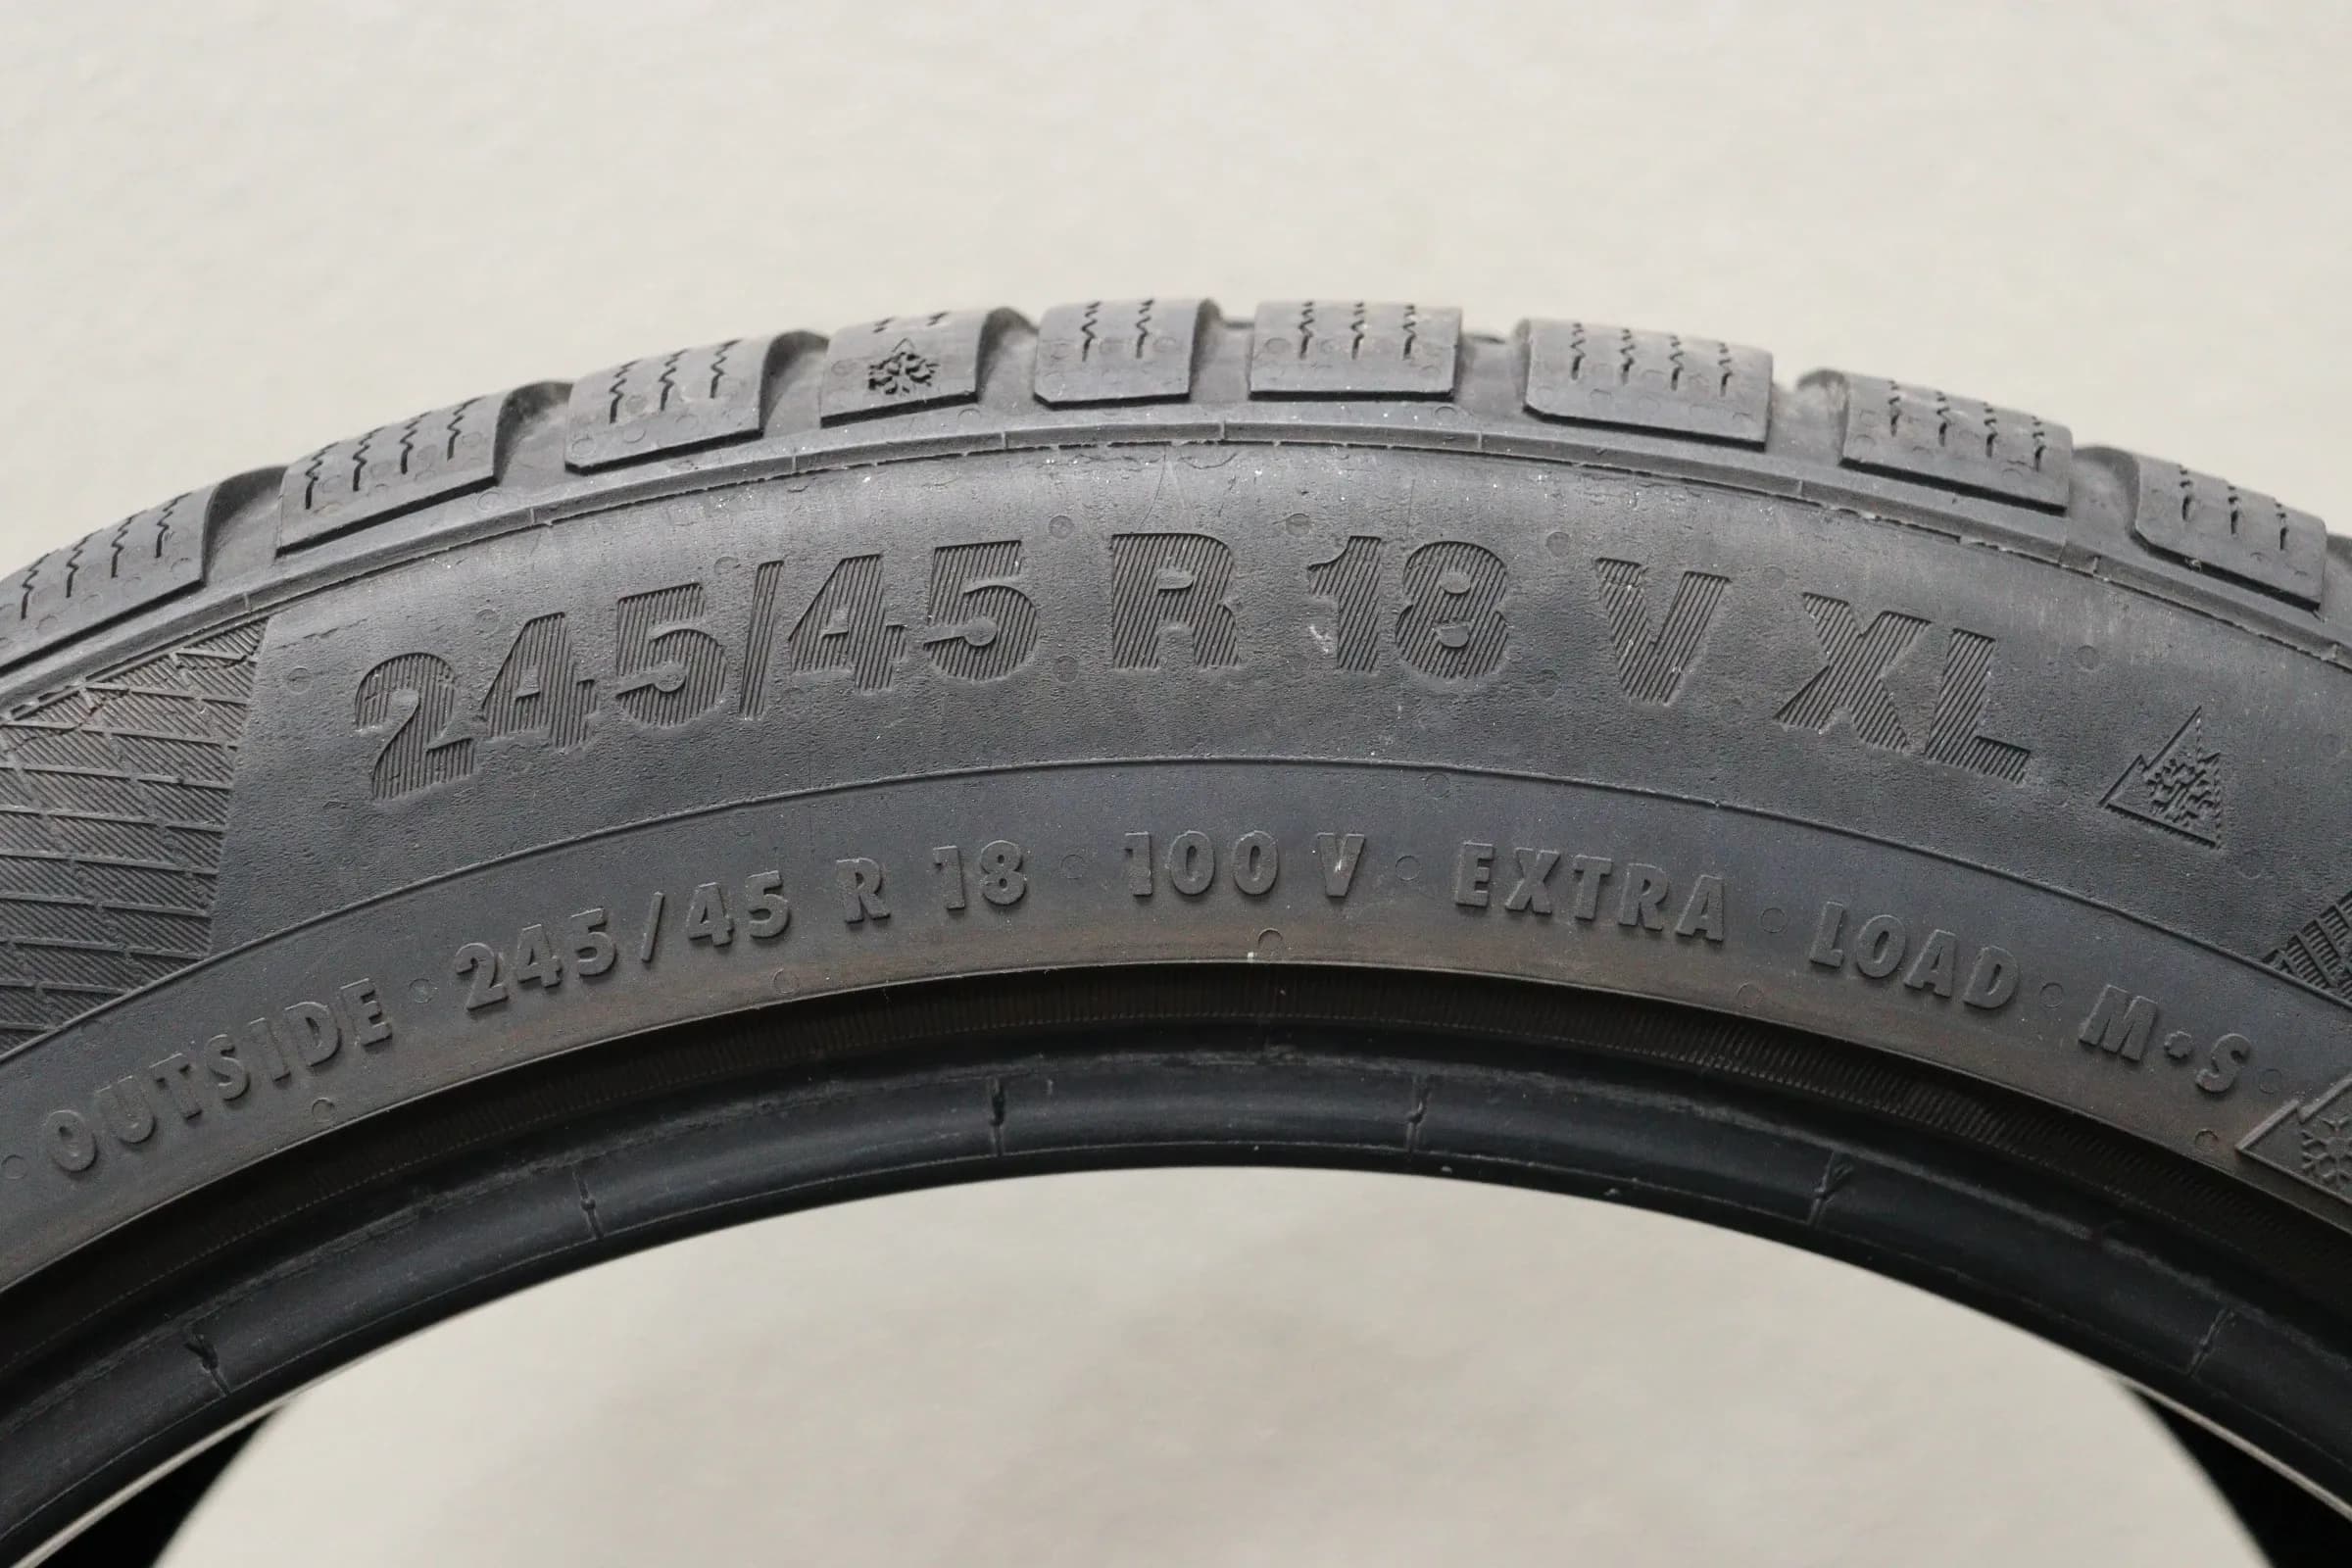 245/45 R 18 V XL
OUTSIDE · 245/45 R 18 · 100 V · EXTRA · LOAD · M•S